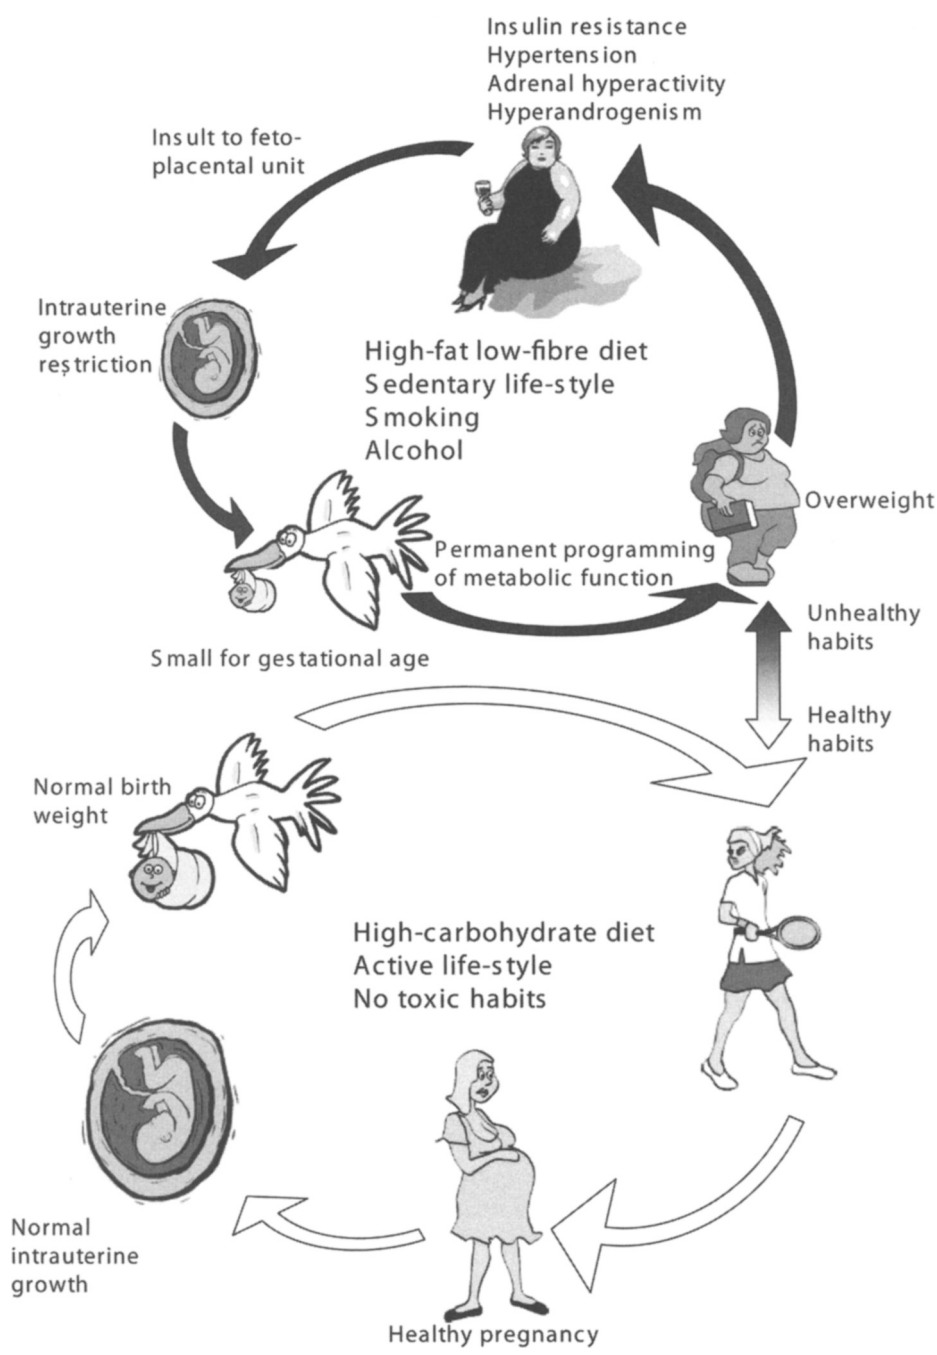 Insulin resistance
Hypertension
Adrenal hyperactivity
Hyperandrogenism
Insult to feto-
placental unit
Intrauterine
growth
restriction
High-fat low-fibre diet
Sedentary life-style
Smoking
Alcohol
Overweight
Permanent programming
of metabolic function
Unhealthy
habits
Small for gestational age
Healthy
habits
Normal birth
weight
High-carbohydrate diet
Active life-style
No toxic habits
Normal
intrauterine
growth
Healthy pregnancy